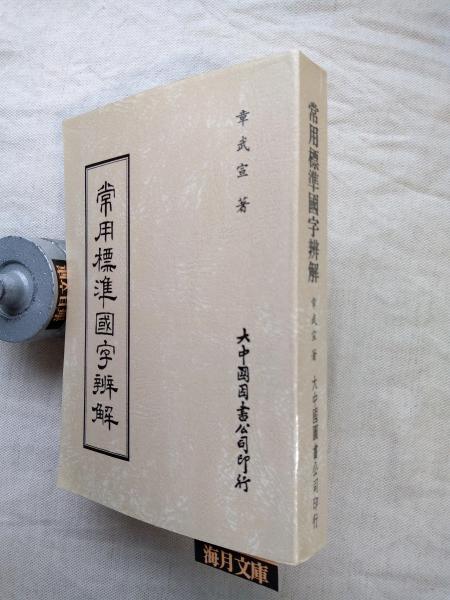 章武宣 著
常用標準國字辨解
大中國圖書公司印行
常用標準國字辨解
章武宣 著
大中國圖書公司印行
海月文庫